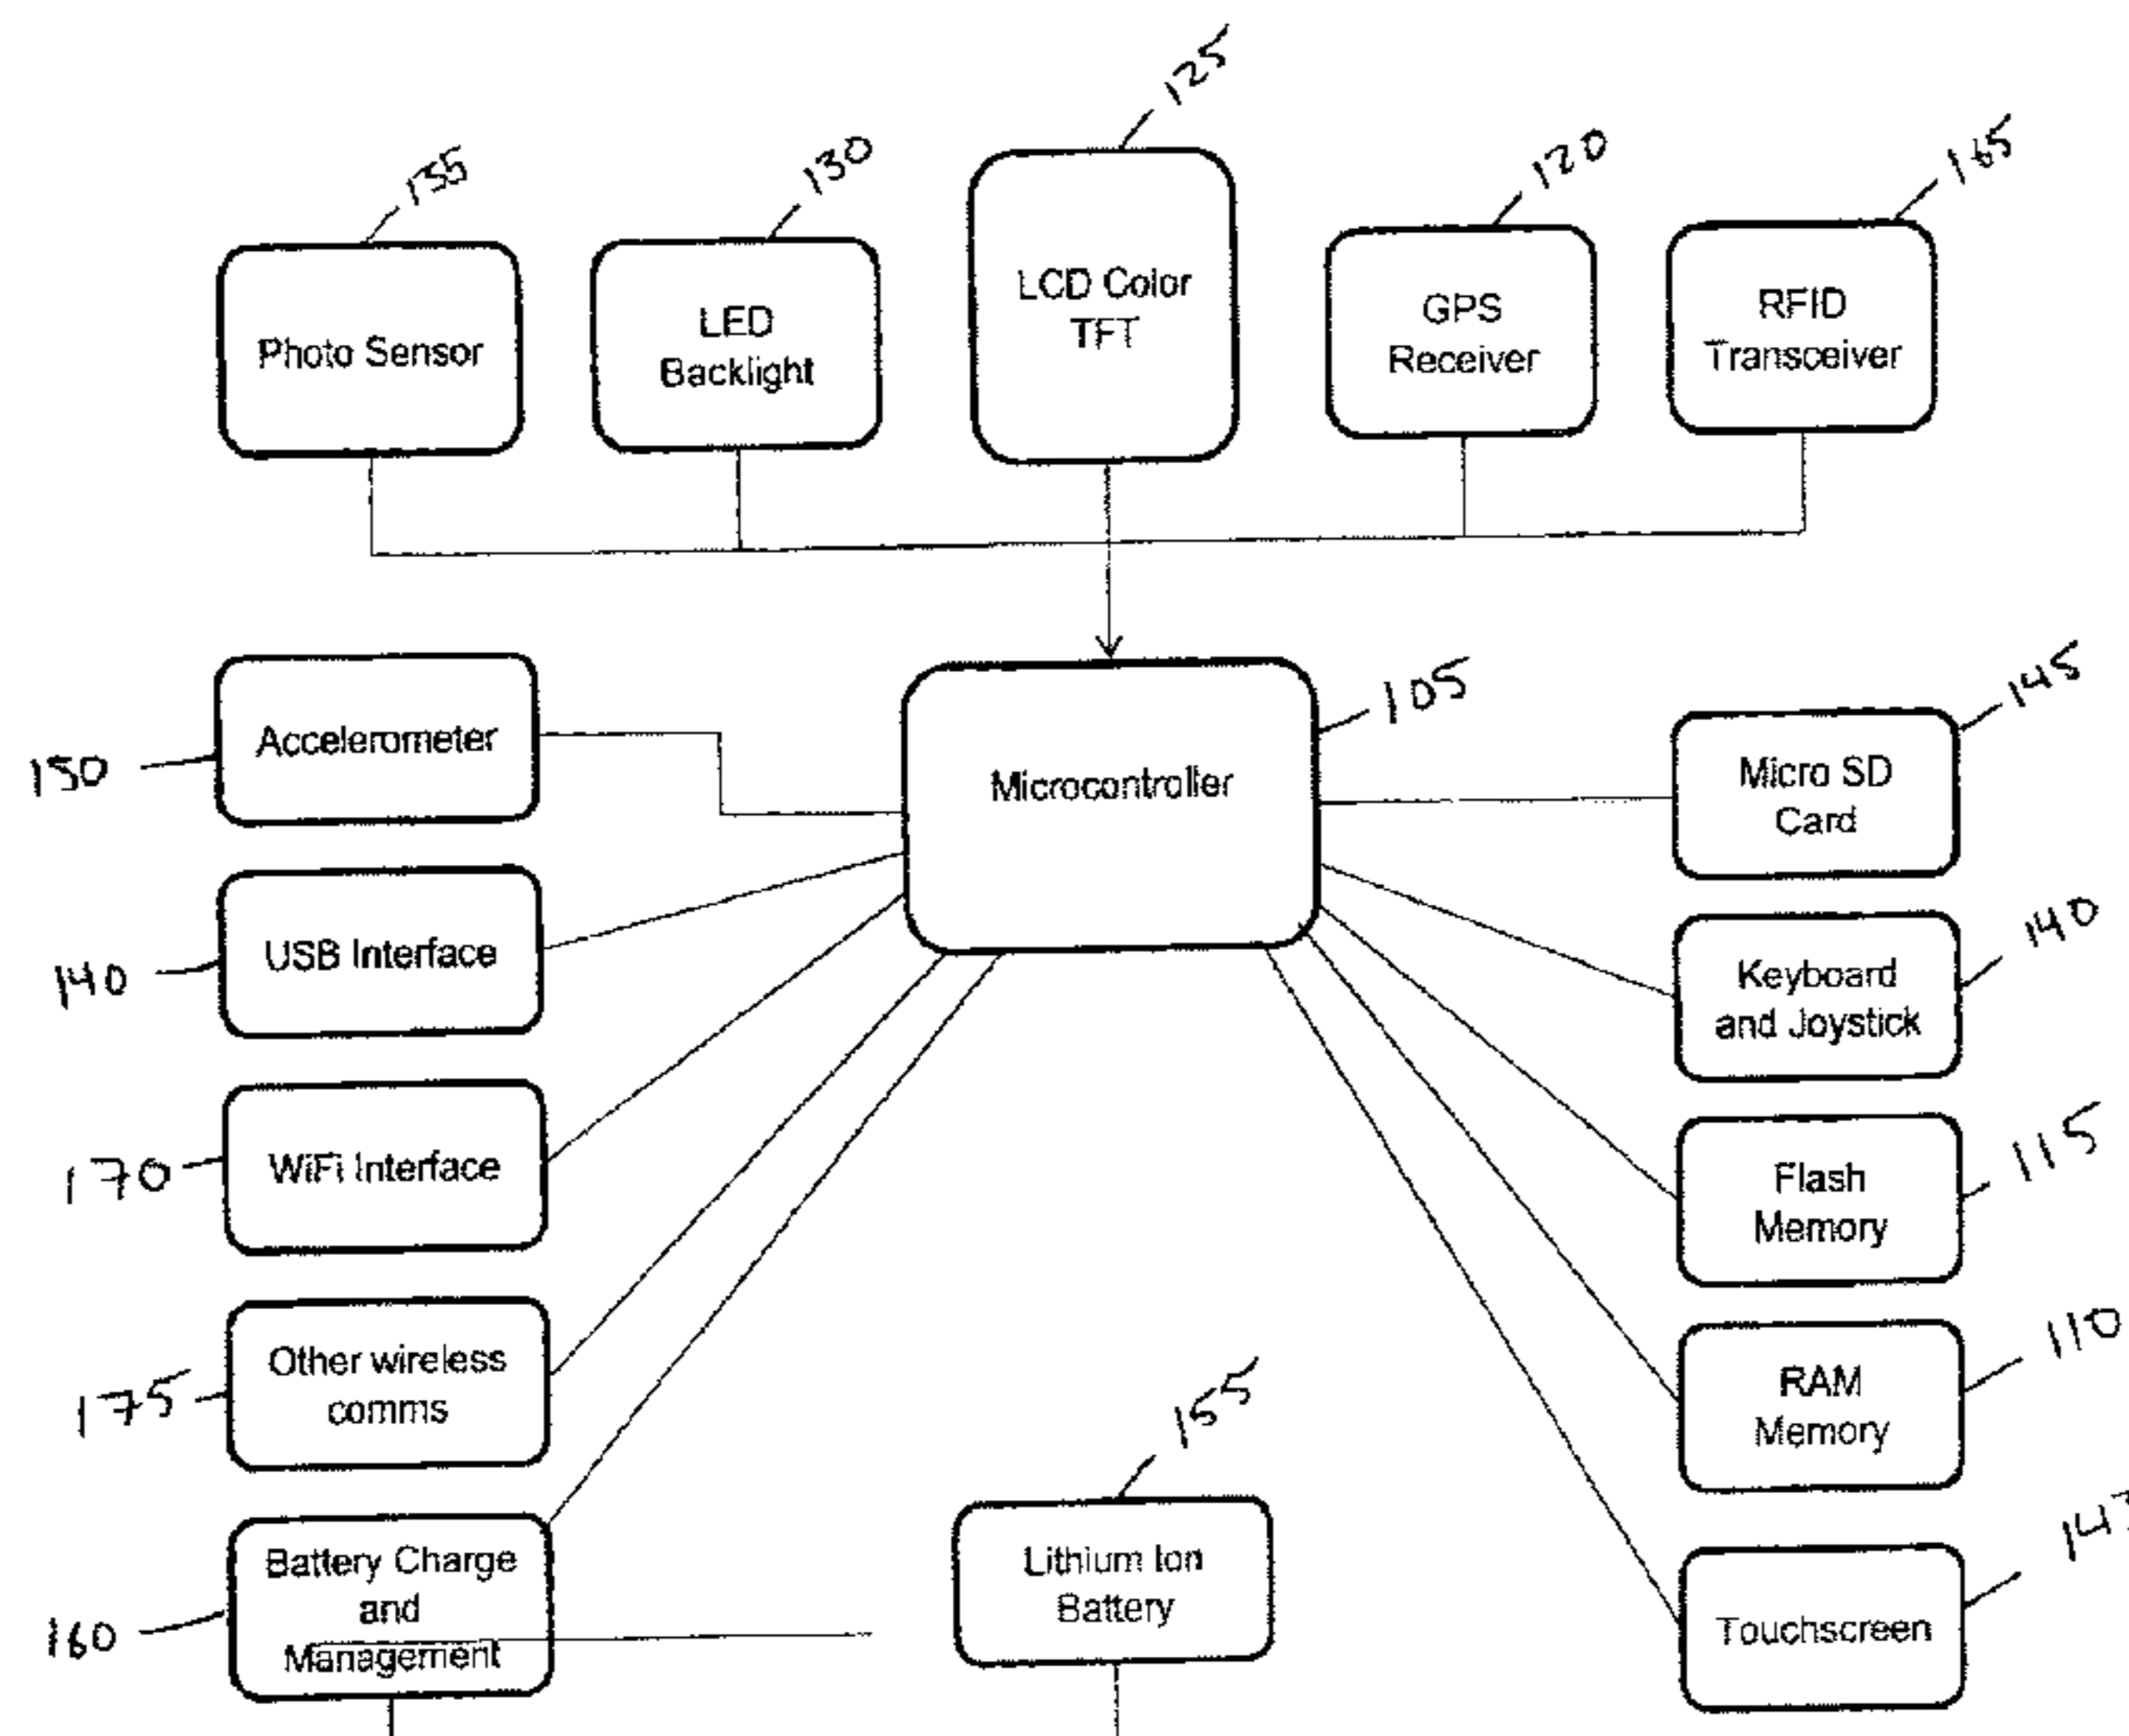 125
135
130
120
165
Photo Sensor
LED
Backlight
LCD Color
TFT
GPS
Receiver
RFID
Transceiver
105
145
150
Accelerometer
Microcontroller
Micro SD
Card
140
USB Interface
140
Keyboard
and Joystick
170
WiFi Interface
115
Flash
Memory
175
Other wireless
comms
155
110
RAM
Memory
160
Battery Charge
and
Management
Lithium Ion
Battery
Touchscreen